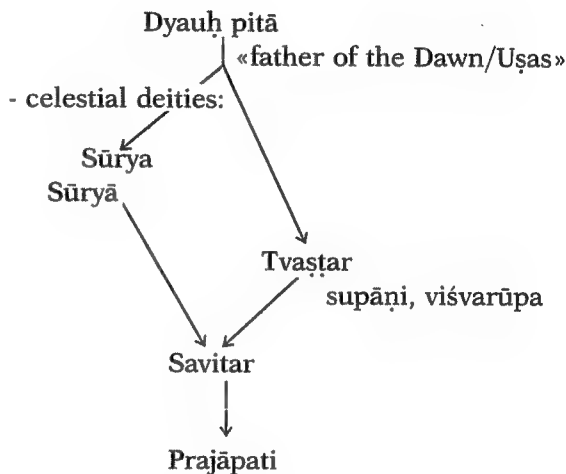 Dyauḥ pitā
«father of the Dawn/Uṣas»
- celestial deities:
Sūrya
Sūryā
Tvaṣṭar
supāṇi, viśvarūpa
Savitar
Prajāpati